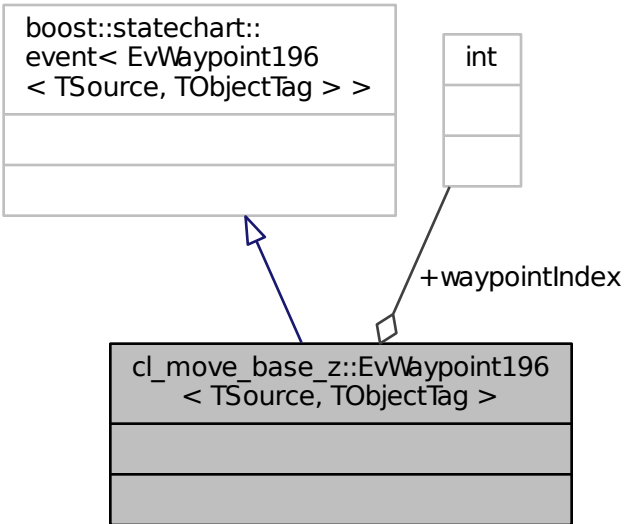 boost::statechart::
event< EvWaypoint196
< TSource, TObjectTag > >
int
+waypointIndex
cl_move_base_z::EvWaypoint196
< TSource, TObjectTag >